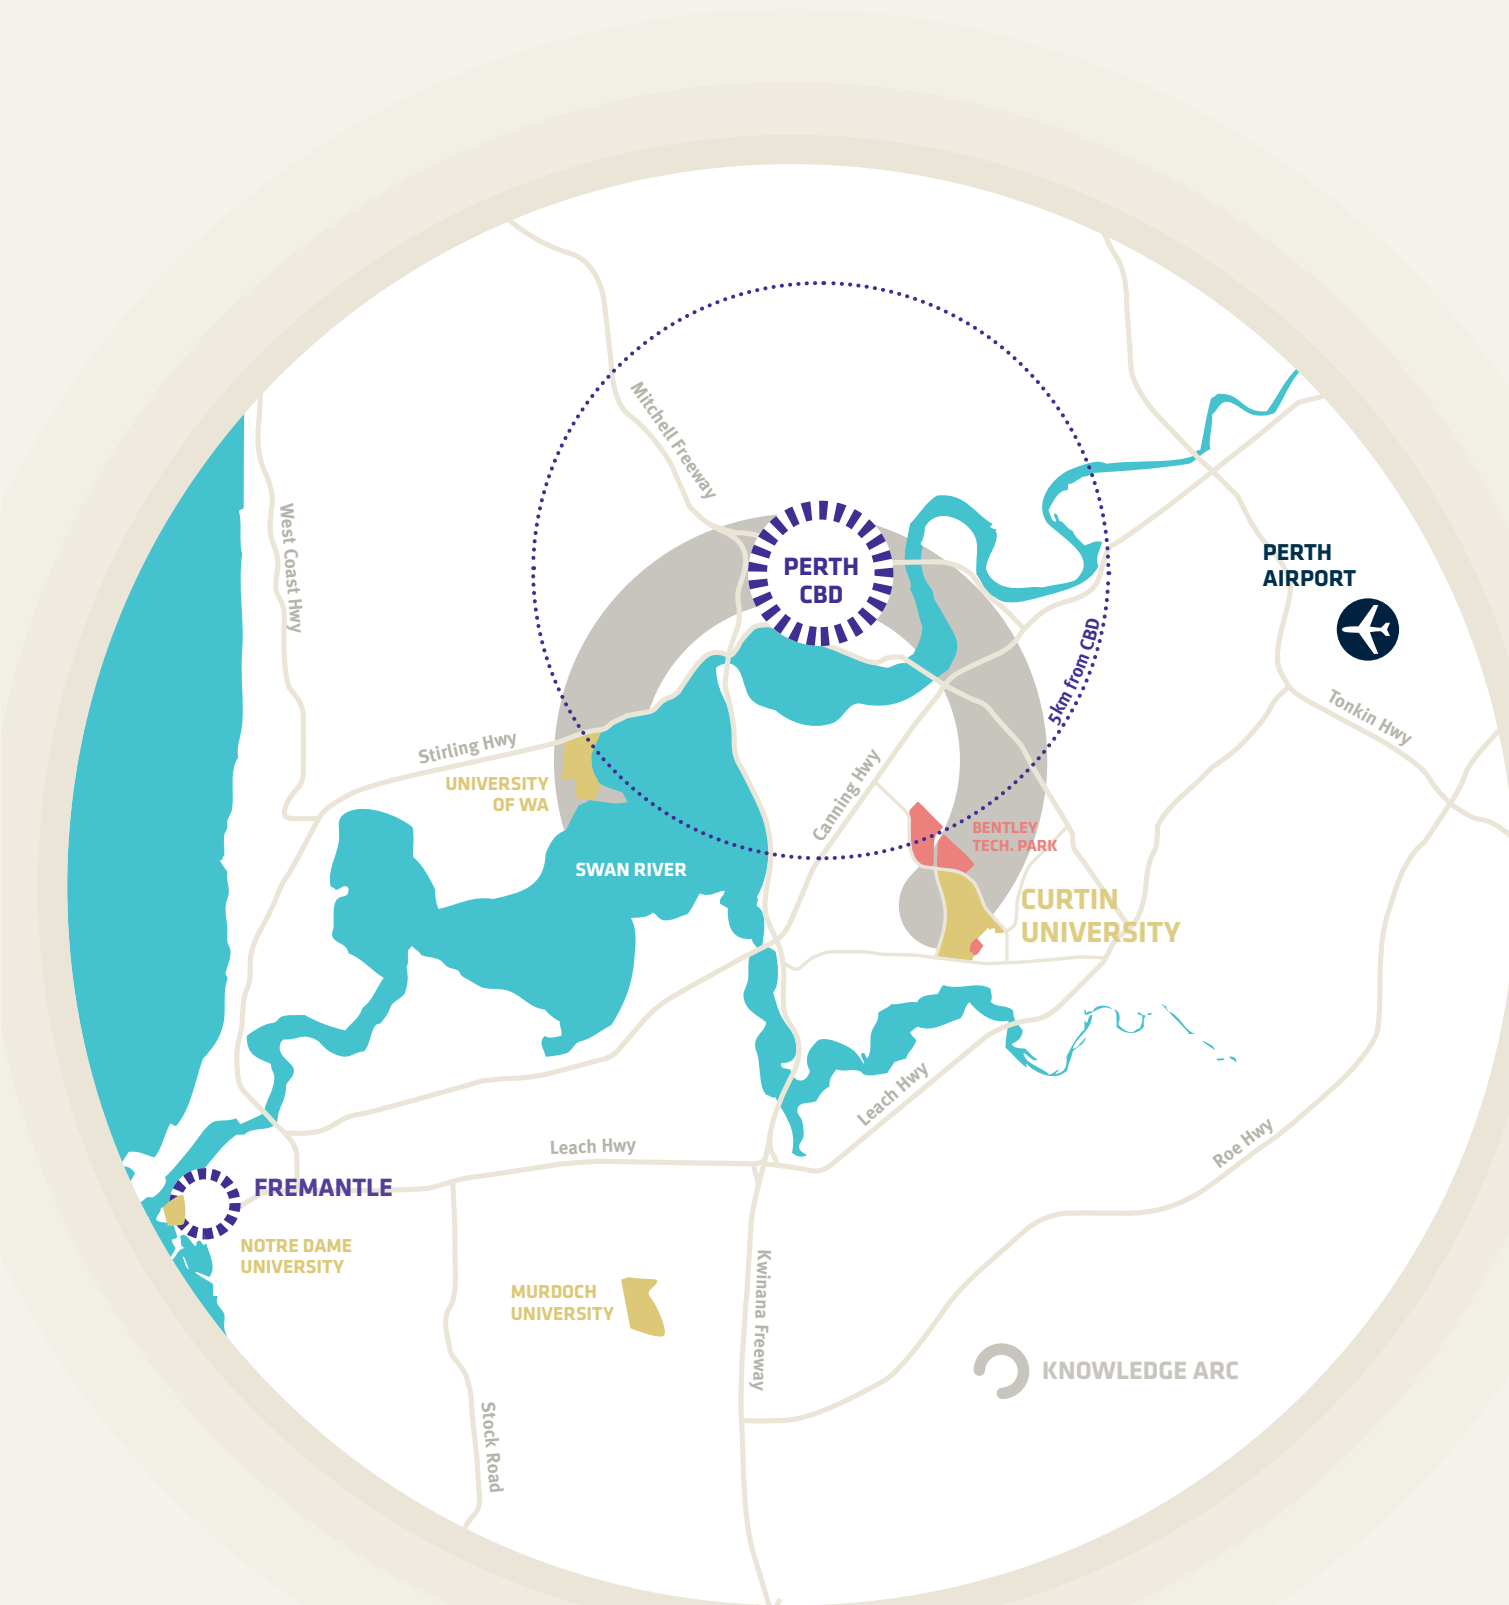 Mitchell Freeway
West Coast Hwy
PERTH
CBD
PERTH
AIRPORT
5km from CBD
Tonkin Hwy
Stirling Hwy
UNIVERSITY
OF WA
Canning Hwy
BENTLEY
TECH. PARK
SWAN RIVER
CURTIN
UNIVERSITY
Leach Hwy
Leach Hwy
Roe Hwy
FREMANTLE
NOTRE DAME
UNIVERSITY
MURDOCH
UNIVERSITY
Kwinana Freeway
KNOWLEDGE ARC
Stock Road